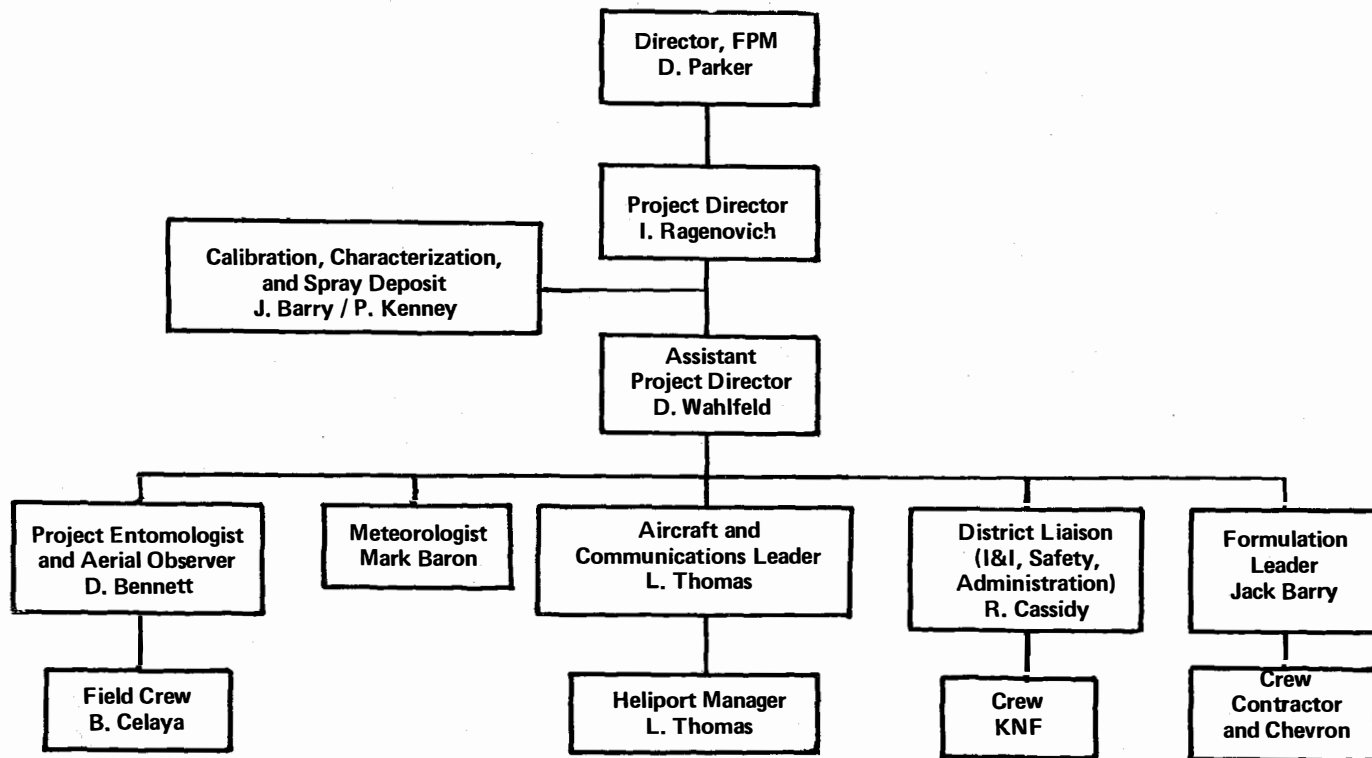 Director, FPM
D. Parker
Project Director
I. Ragenovich
Calibration, Characterization,
and Spray Deposit
J. Barry / P. Kenney
Assistant
Project Director
D. Wahlfeld
Project Entomologist
and Aerial Observer
D. Bennett
Meteorologist
Mark Baron
Aircraft and
Communications Leader
L. Thomas
District Liaison
(I&I, Safety,
Administration)
R. Cassidy
Formulation
Leader
Jack Barry
Field Crew
B. Celaya
Heliport Manager
L. Thomas
Crew
KNF
Crew
Contractor
and Chevron